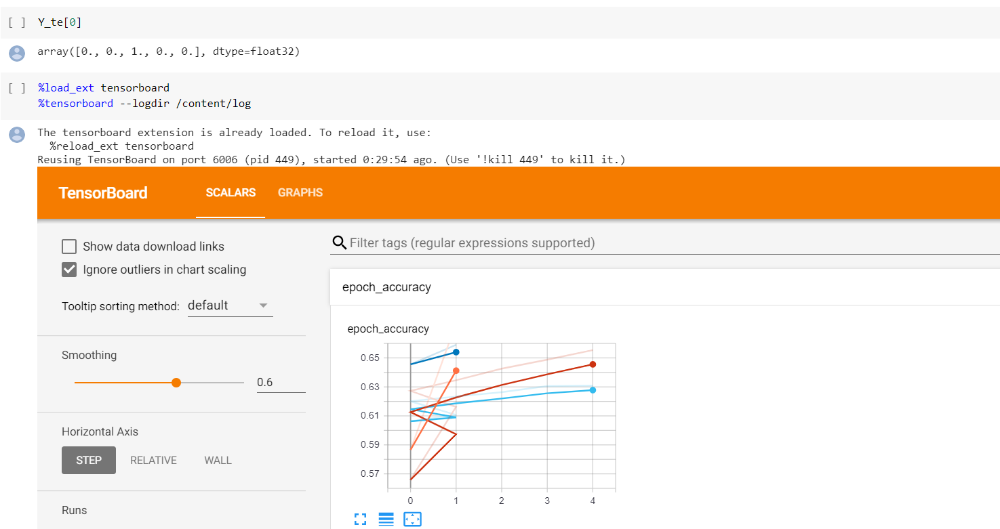 [ ] Y_te[0]
array([0., 0., 1., 0., 0.], dtype=float32)
[ ] %load_ext tensorboard
%tensorboard --logdir /content/log
The tensorboard extension is already loaded. To reload it, use:
%reload_ext tensorboard
Reusing TensorBoard on port 6006 (pid 449), started 0:29:54 ago. (Use '!kill 449' to kill it.)
TensorBoard SCALARS GRAPHS
Show data download links
Ignore outliers in chart scaling
Tooltip sorting method: default
Smoothing
0.6
Horizontal Axis
STEP RELATIVE WALL
Runs
Filter tags (regular expressions supported)
epoch_accuracy
epoch_accuracy
0.65
0.63
0.61
0.59
0.57
0 1 2 3 4